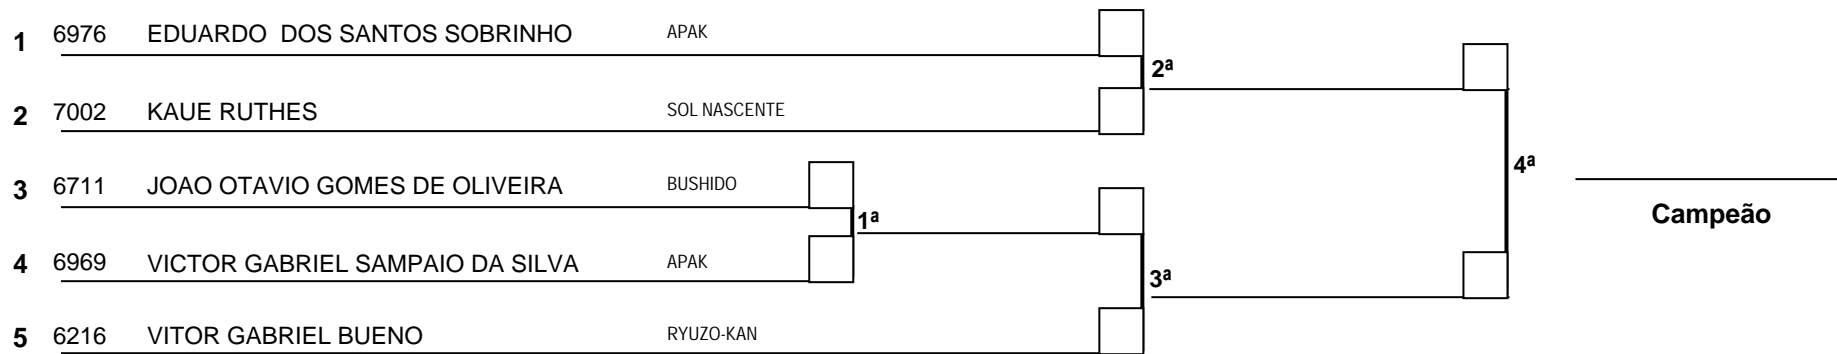 1 6976 EDUARDO DOS SANTOS SOBRINHO APAK
2ª
2 7002 KAUE RUTHES SOL NASCENTE
4ª
3 6711 JOAO OTAVIO GOMES DE OLIVEIRA BUSHIDO
1ª
Campeão
4 6969 VICTOR GABRIEL SAMPAIO DA SILVA APAK
3ª
5 6216 VITOR GABRIEL BUENO RYUZO-KAN